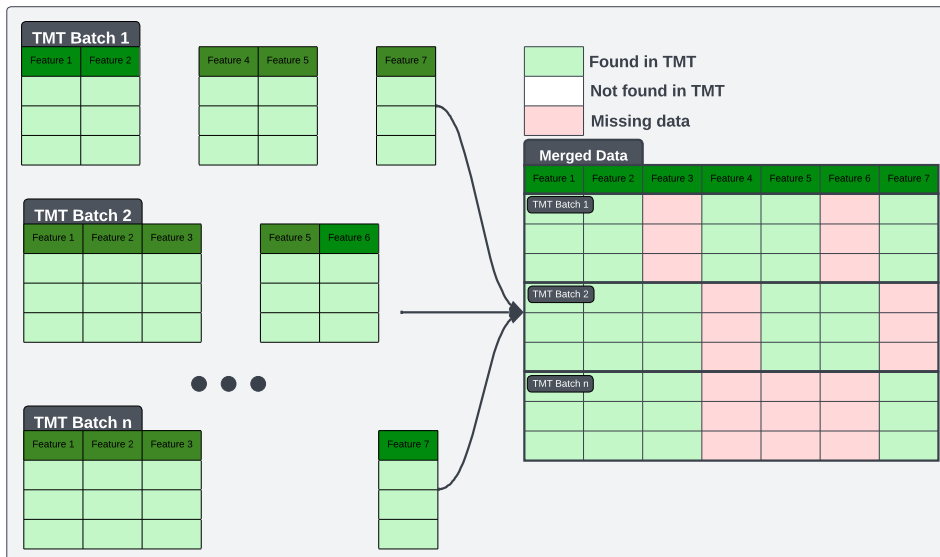 TMT Batch 1
Feature 1 Feature 2 Feature 4 Feature 5 Feature 7
TMT Batch 2
Feature 1 Feature 2 Feature 3 Feature 5 Feature 6
TMT Batch n
Feature 1 Feature 2 Feature 3 Feature 7
Found in TMT
Not found in TMT
Missing data
Merged Data
Feature 1 Feature 2 Feature 3 Feature 4 Feature 5 Feature 6 Feature 7
TMT Batch 1
TMT Batch 2
TMT Batch n